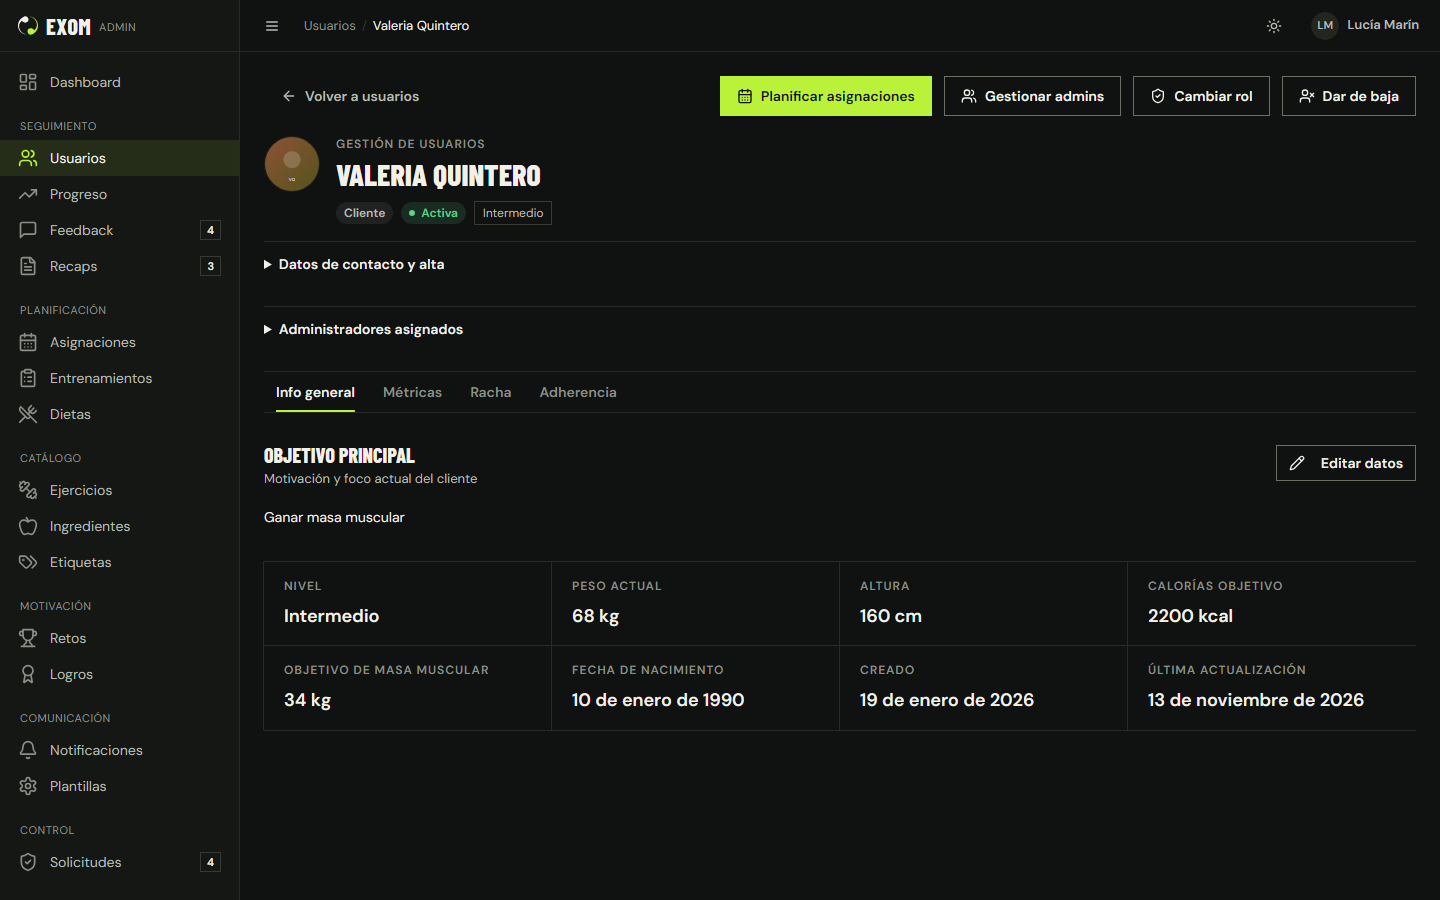 EXOM ADMIN
Usuarios / Valeria Quintero
LM Lucía Marín
Dashboard
SEGUIMIENTO
Usuarios
Progreso
Feedback 4
Recaps 3
PLANIFICACIÓN
Asignaciones
Entrenamientos
Dietas
CATÁLOGO
Ejercicios
Ingredientes
Etiquetas
MOTIVACIÓN
Retos
Logros
COMUNICACIÓN
Notificaciones
Plantillas
CONTROL
Solicitudes 4
Volver a usuarios
Planificar asignaciones
Gestionar admins
Cambiar rol
Dar de baja
GESTIÓN DE USUARIOS
VALERIA QUINTERO
Cliente Activa Intermedio
Datos de contacto y alta
Administradores asignados
Info general Métricas Racha Adherencia
OBJETIVO PRINCIPAL
Motivación y foco actual del cliente
Editar datos
Ganar masa muscular
NIVEL
Intermedio
PESO ACTUAL
68 kg
ALTURA
160 cm
CALORÍAS OBJETIVO
2200 kcal
OBJETIVO DE MASA MUSCULAR
34 kg
FECHA DE NACIMIENTO
10 de enero de 1990
CREADO
19 de enero de 2026
ÚLTIMA ACTUALIZACIÓN
13 de noviembre de 2026